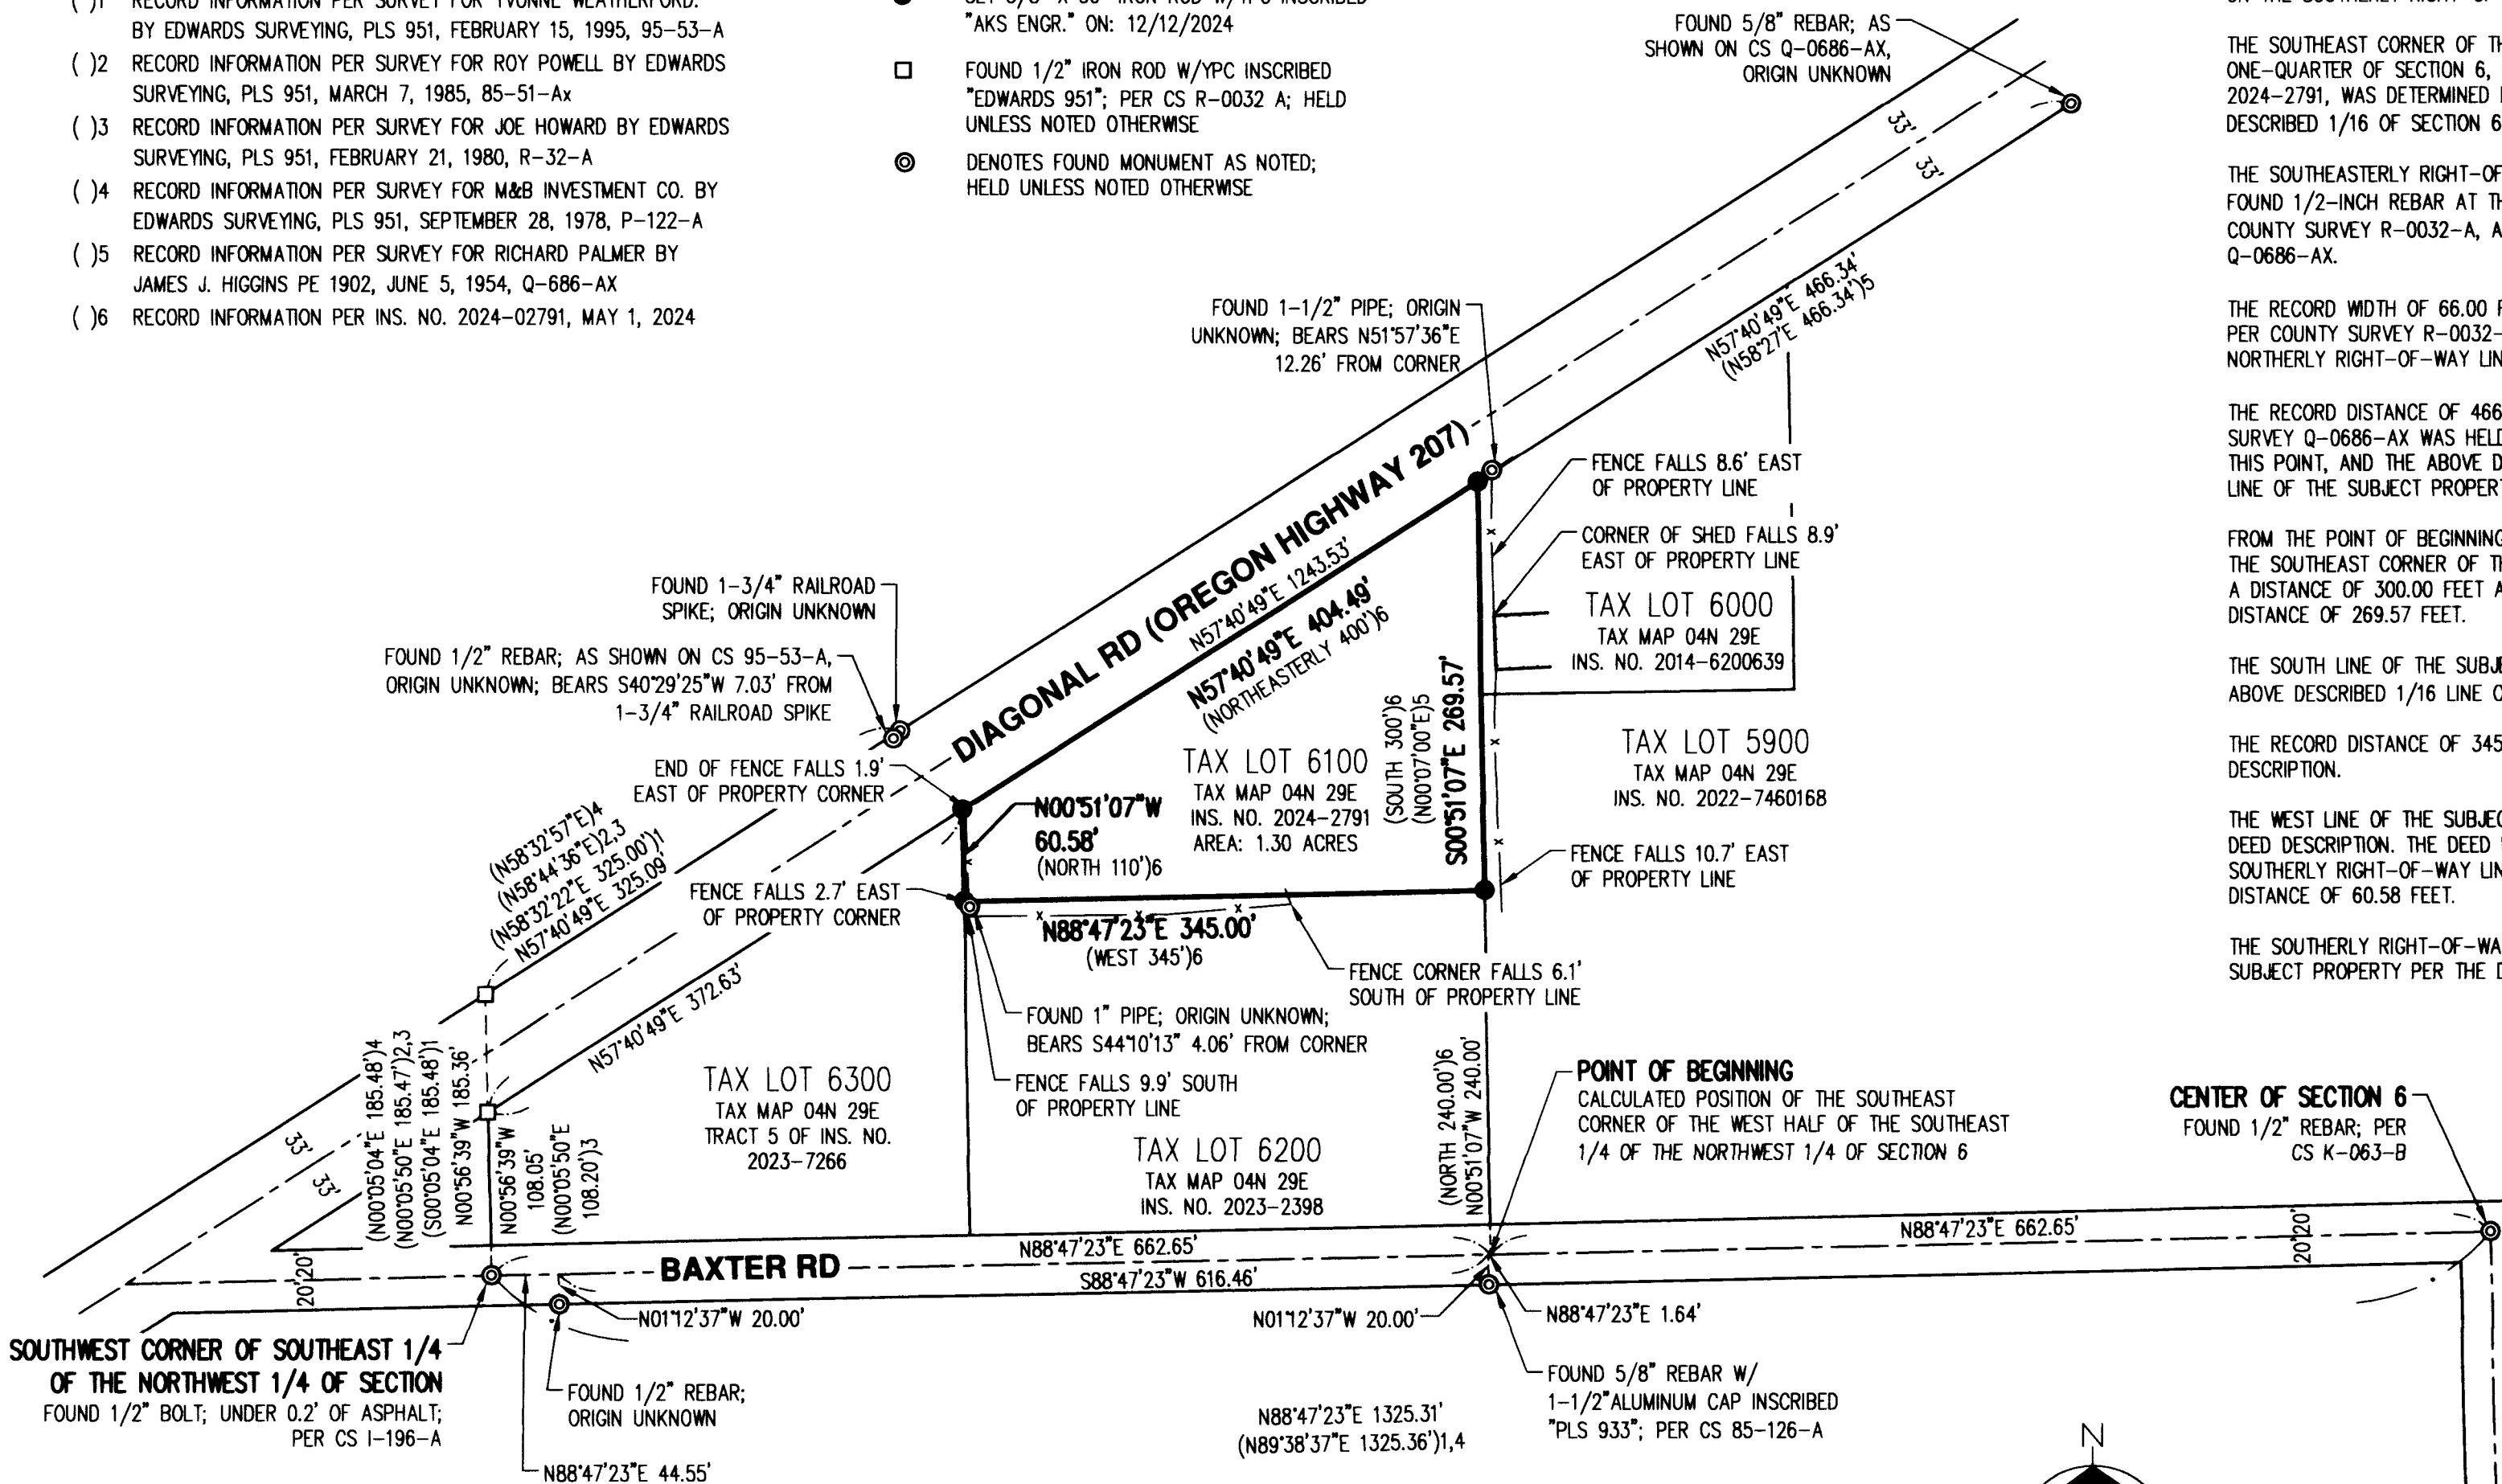 ( )1 RECORD INFORMATION PER SURVEY FOR YVONNE WEATHERFORD.
BY EDWARDS SURVEYING, PLS 951, FEBRUARY 15, 1995, 95-53-A
( )2 RECORD INFORMATION PER SURVEY FOR ROY POWELL BY EDWARDS
SURVEYING, PLS 951, MARCH 7, 1985, 85-51-Ax
( )3 RECORD INFORMATION PER SURVEY FOR JOE HOWARD BY EDWARDS
SURVEYING, PLS 951, FEBRUARY 21, 1980, R-32-A
( )4 RECORD INFORMATION PER SURVEY FOR M&B INVESTMENT CO. BY
EDWARDS SURVEYING, PLS 951, SEPTEMBER 28, 1978, P-122-A
( )5 RECORD INFORMATION PER SURVEY FOR RICHARD PALMER BY
JAMES J. HIGGINS PE 1902, JUNE 5, 1954, Q-686-AX
( )6 RECORD INFORMATION PER INS. NO. 2024-02791, MAY 1, 2024
"AKS ENGR." ON: 12/12/2024
FOUND 1/2" IRON ROD W/YPC INSCRIBED
"EDWARDS 951"; PER CS R-0032 A; HELD
UNLESS NOTED OTHERWISE
DENOTES FOUND MONUMENT AS NOTED;
HELD UNLESS NOTED OTHERWISE
FOUND 5/8" REBAR; AS
SHOWN ON CS Q-0686-AX,
ORIGIN UNKNOWN
33'
33'
N57°40'49"E 466.34'
(N58°27'E 466.34')5
FOUND 1-1/2" PIPE; ORIGIN
UNKNOWN; BEARS N51°57'36"E
12.26' FROM CORNER
DIAGONAL RD (OREGON HIGHWAY 207)
N57°40'49"E 1243.53'
N57°40'49"E 404.49'
(NORTHEASTERLY 400')6
FENCE FALLS 8.6' EAST
OF PROPERTY LINE
CORNER OF SHED FALLS 8.9'
EAST OF PROPERTY LINE
TAX LOT 6000
TAX MAP 04N 29E
INS. NO. 2014-6200639
FOUND 1-3/4" RAILROAD
SPIKE; ORIGIN UNKNOWN
FOUND 1/2" REBAR; AS SHOWN ON CS 95-53-A,
ORIGIN UNKNOWN; BEARS S40°29'25"W 7.03' FROM
1-3/4" RAILROAD SPIKE
END OF FENCE FALLS 1.9'
EAST OF PROPERTY CORNER
N00°51'07"W
60.58'
(NORTH 110')6
TAX LOT 6100
TAX MAP 04N 29E
INS. NO. 2024-2791
AREA: 1.30 ACRES
(SOUTH 300')6
(N00°07'00"E)5
S00°51'07"E 269.57'
TAX LOT 5900
TAX MAP 04N 29E
INS. NO. 2022-7460168
FENCE FALLS 10.7' EAST
OF PROPERTY LINE
FENCE FALLS 2.7' EAST
OF PROPERTY CORNER
N88°47'23"E 345.00'
(WEST 345')6
FENCE CORNER FALLS 6.1'
SOUTH OF PROPERTY LINE
(N58°32'57"E)4
(N58°44'36"E)2,3
(N58°32'22"E 325.00')1
N57°40'49"E 325.09'
N57°40'49"E 372.63'
FOUND 1" PIPE; ORIGIN UNKNOWN;
BEARS S44°10'13" 4.06' FROM CORNER
FENCE FALLS 9.9' SOUTH
OF PROPERTY LINE
TAX LOT 6300
TAX MAP 04N 29E
TRACT 5 OF INS. NO.
2023-7266
TAX LOT 6200
TAX MAP 04N 29E
INS. NO. 2023-2398
(NORTH 240.00')6
N00°51'07"W 240.00'
POINT OF BEGINNING
CALCULATED POSITION OF THE SOUTHEAST
CORNER OF THE WEST HALF OF THE SOUTHEAST
1/4 OF THE NORTHWEST 1/4 OF SECTION 6
CENTER OF SECTION 6
FOUND 1/2" REBAR; PER
CS K-063-B
33'
33'
(N00°05'04"E 185.48')4
(N00°05'50"E 185.47')2,3
(S00°05'04"E 185.48')1
N00°56'39"W 185.36'
N00°56'39"W
108.05'
(N00°05'50"E
108.20')3
20'20'
N88°47'23"E 662.65'
BAXTER RD
S88°47'23"W 616.46'
N88°47'23"E 662.65'
20'20'
N01°12'37"W 20.00'
N01°12'37"W 20.00'
N88°47'23"E 1.64'
SOUTHWEST CORNER OF SOUTHEAST 1/4
OF THE NORTHWEST 1/4 OF SECTION
FOUND 1/2" BOLT; UNDER 0.2' OF ASPHALT;
PER CS I-196-A
FOUND 1/2" REBAR;
ORIGIN UNKNOWN
N88°47'23"E 44.55'
N88°47'23"E 1325.31'
(N89°38'37"E 1325.36')1,4
FOUND 5/8" REBAR W/
1-1/2"ALUMINUM CAP INSCRIBED
"PLS 933"; PER CS 85-126-A
N
THE SOUTHEAST CORNER OF
ONE-QUARTER OF SECTION 6,
2024-2791, WAS DETERMINED
DESCRIBED 1/16 OF SECTION 6
THE SOUTHEASTERLY RIGHT-OF
FOUND 1/2-INCH REBAR AT
COUNTY SURVEY R-0032-A,
Q-0686-AX.
THE RECORD WIDTH OF 66.00
PER COUNTY SURVEY R-0032-
NORTHERLY RIGHT-OF-WAY
THE RECORD DISTANCE OF 466
SURVEY Q-0686-AX WAS
THIS POINT, AND THE ABOVE
LINE OF THE SUBJECT
FROM THE POINT OF BEGINNING
THE SOUTHEAST CORNER OF
A DISTANCE OF 300.00 FEET
DISTANCE OF 269.57 FEET.
THE SOUTH LINE OF THE
ABOVE DESCRIBED 1/16 LINE
THE RECORD DISTANCE OF 345
DESCRIPTION.
THE WEST LINE OF THE
DEED DESCRIPTION. THE DEED
SOUTHERLY RIGHT-OF-WAY
DISTANCE OF 60.58 FEET.
THE SOUTHERLY
SUBJECT PROPERTY PER THE